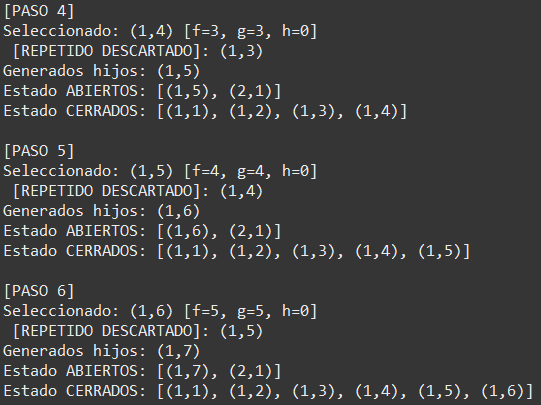 [PASO 4]
Seleccionado: (1,4) [f=3, g=3, h=0]
[REPETIDO DESCARTADO]: (1,3)
Generados hijos: (1,5)
Estado ABIERTOS: [(1,5), (2,1)]
Estado CERRADOS: [(1,1), (1,2), (1,3), (1,4)]
[PASO 5]
Seleccionado: (1,5) [f=4, g=4, h=0]
[REPETIDO DESCARTADO]: (1,4)
Generados hijos: (1,6)
Estado ABIERTOS: [(1,6), (2,1)]
Estado CERRADOS: [(1,1), (1,2), (1,3), (1,4), (1,5)]
[PASO 6]
Seleccionado: (1,6) [f=5, g=5, h=0]
[REPETIDO DESCARTADO]: (1,5)
Generados hijos: (1,7)
Estado ABIERTOS: [(1,7), (2,1)]
Estado CERRADOS: [(1,1), (1,2), (1,3), (1,4), (1,5), (1,6)]